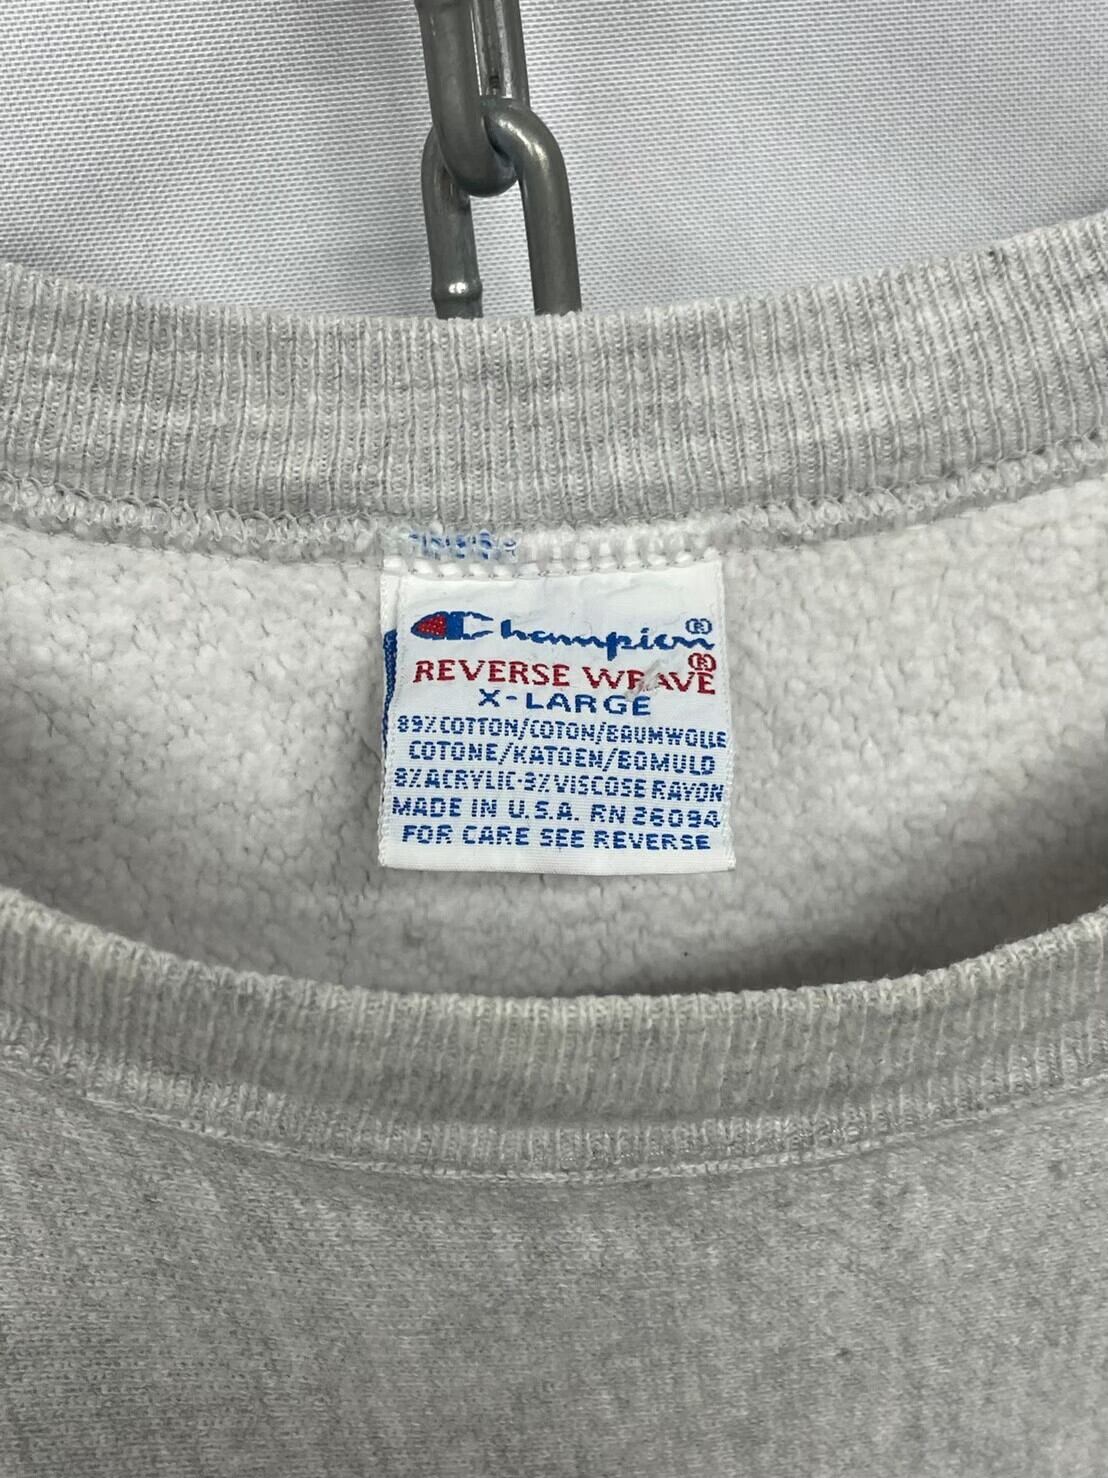 Champion®
REVERSE WEAVE®
X-LARGE
89% COTTON/COTON/BAUMWOLLE
COTONE/KATOEN/BOMULD
8% ACRYLIC-3% VISCOSE RAYON
MADE IN U.S.A. RN 26094
FOR CARE SEE REVERSE